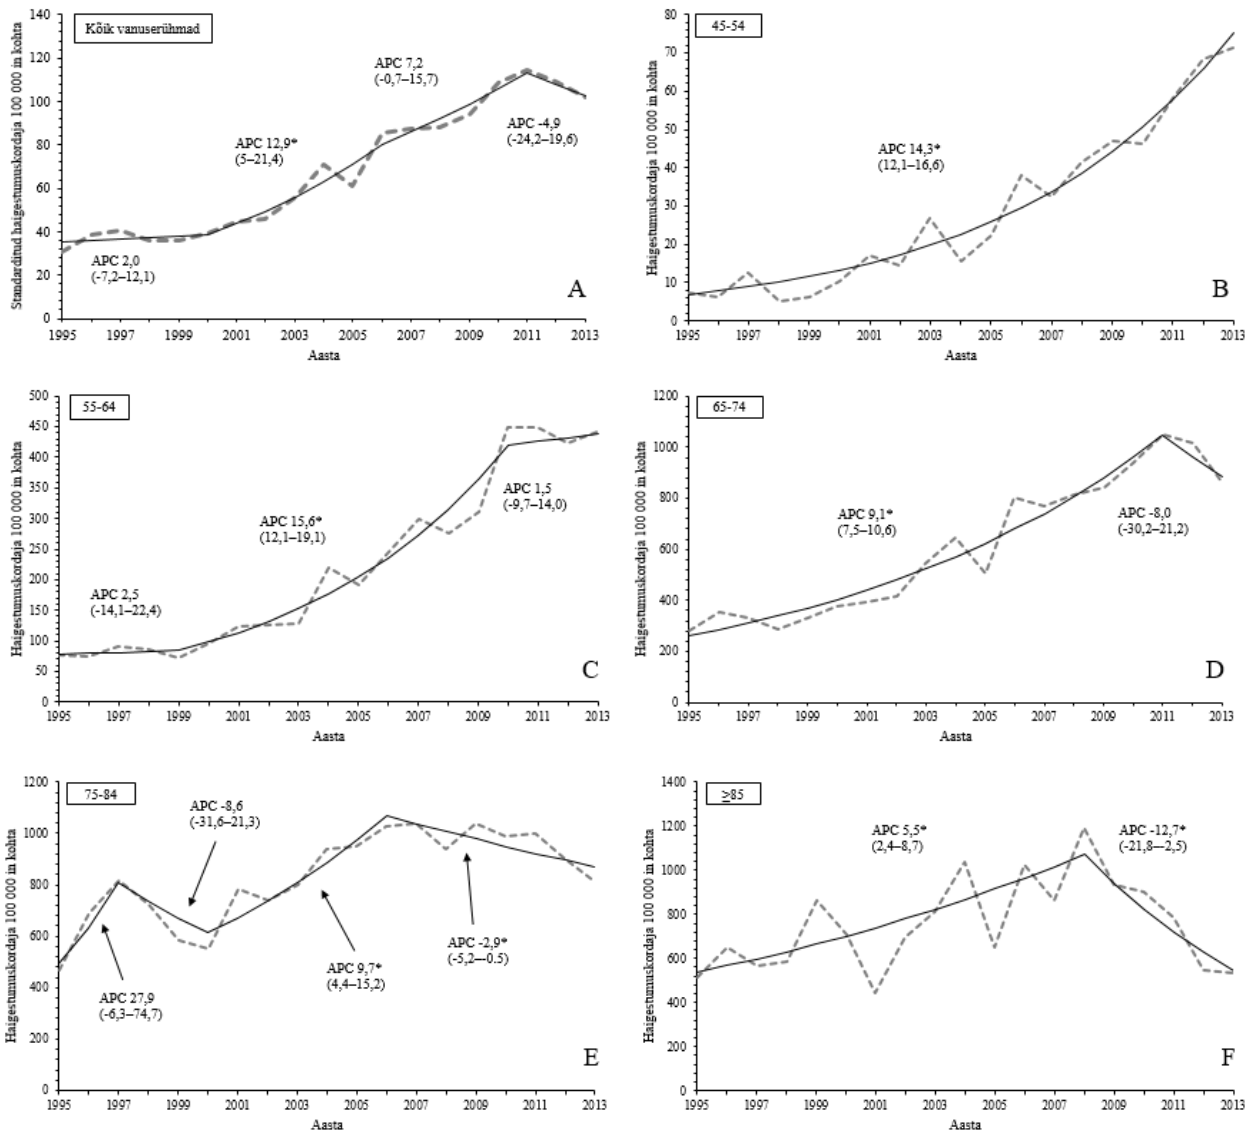 Kõik vanuserühmad
Standarditud haigestumuskordaja 100 000 in kohta
140
120
100
80
60
40
20
0
APC 2,0
(-7,2–12,1)
APC 12,9*
(5–21,4)
APC 7,2
(-0,7–15,7)
APC -4,9
(-24,2–19,6)
A
1995 1997 1999 2001 2003 2005 2007 2009 2011 2013
Aasta
45-54
Haigestumuskordaja 100 000 in kohta
80
70
60
50
40
30
20
10
0
APC 14,3*
(12,1–16,6)
B
1995 1997 1999 2001 2003 2005 2007 2009 2011 2013
Aasta
55-64
Haigestumuskordaja 100 000 in kohta
500
450
400
350
300
250
200
150
100
50
0
APC 2,5
(-14,1–22,4)
APC 15,6*
(12,1–19,1)
APC 1,5
(-9,7–14,0)
C
1995 1997 1999 2001 2003 2005 2007 2009 2011 2013
Aasta
65-74
Haigestumuskordaja 100 000 in kohta
1200
1000
800
600
400
200
0
APC 9,1*
(7,5–10,6)
APC -8,0
(-30,2–21,2)
D
1995 1997 1999 2001 2003 2005 2007 2009 2011 2013
Aasta
75-84
Haigestumuskordaja 100 000 in kohta
1200
1000
800
600
400
200
0
APC 27,9
(-6,3–74,7)
APC -8,6
(-31,6–21,3)
APC 9,7*
(4,4–15,2)
APC -2,9*
(-5,2–-0.5)
E
1995 1997 1999 2001 2003 2005 2007 2009 2011 2013
Aasta
≥85
Haigestumuskordaja 100 000 in kohta
1400
1200
1000
800
600
400
200
0
APC 5,5*
(2,4–8,7)
APC -12,7*
(-21,8–-2,5)
F
1995 1997 1999 2001 2003 2005 2007 2009 2011 2013
Aasta